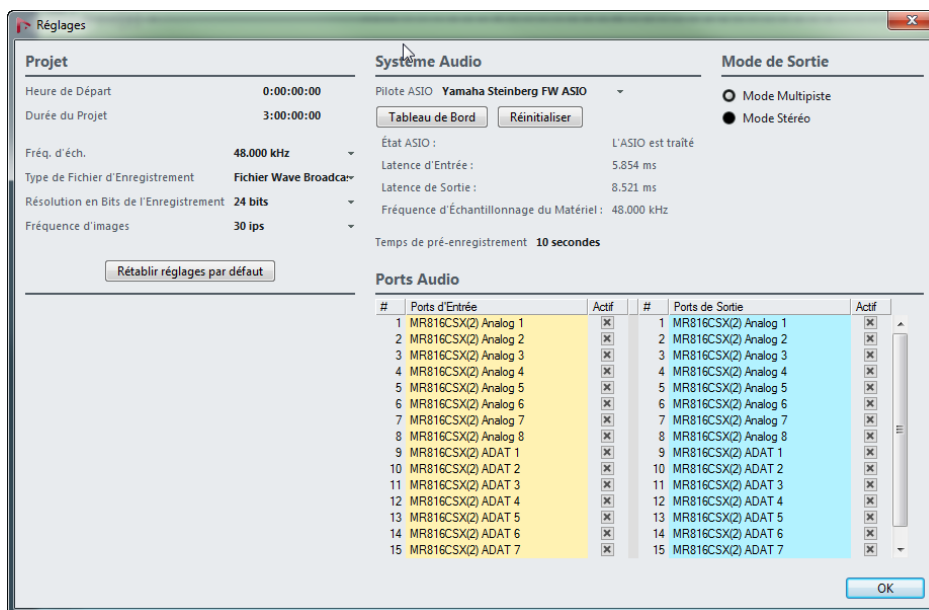 Réglages
Projet
Heure de Départ 0:00:00:00
Durée du Projet 3:00:00:00
Fréq. d'éch. 48.000 kHz
Type de Fichier d'Enregistrement Fichier Wave Broadca
Résolution en Bits de l'Enregistrement 24 bits
Fréquence d'images 30 ips
Rétablir réglages par défaut
Système Audio
Pilote ASIO Yamaha Steinberg FW ASIO
Tableau de Bord Réinitialiser
État ASIO : L'ASIO est traîté
Latence d'Entrée : 5.854 ms
Latence de Sortie : 8.521 ms
Fréquence d'Échantillonnage du Matériel : 48.000 kHz
Temps de pré-enregistrement 10 secondes
Mode de Sortie
Mode Multipiste
Mode Stéréo
Ports Audio
# Ports d'Entrée Actif # Ports de Sortie Actif
1 MR816CSX(2) Analog 1 1 MR816CSX(2) Analog 1
2 MR816CSX(2) Analog 2 2 MR816CSX(2) Analog 2
3 MR816CSX(2) Analog 3 3 MR816CSX(2) Analog 3
4 MR816CSX(2) Analog 4 4 MR816CSX(2) Analog 4
5 MR816CSX(2) Analog 5 5 MR816CSX(2) Analog 5
6 MR816CSX(2) Analog 6 6 MR816CSX(2) Analog 6
7 MR816CSX(2) Analog 7 7 MR816CSX(2) Analog 7
8 MR816CSX(2) Analog 8 8 MR816CSX(2) Analog 8
9 MR816CSX(2) ADAT 1 9 MR816CSX(2) ADAT 1
10 MR816CSX(2) ADAT 2 10 MR816CSX(2) ADAT 2
11 MR816CSX(2) ADAT 3 11 MR816CSX(2) ADAT 3
12 MR816CSX(2) ADAT 4 12 MR816CSX(2) ADAT 4
13 MR816CSX(2) ADAT 5 13 MR816CSX(2) ADAT 5
14 MR816CSX(2) ADAT 6 14 MR816CSX(2) ADAT 6
15 MR816CSX(2) ADAT 7 15 MR816CSX(2) ADAT 7
OK